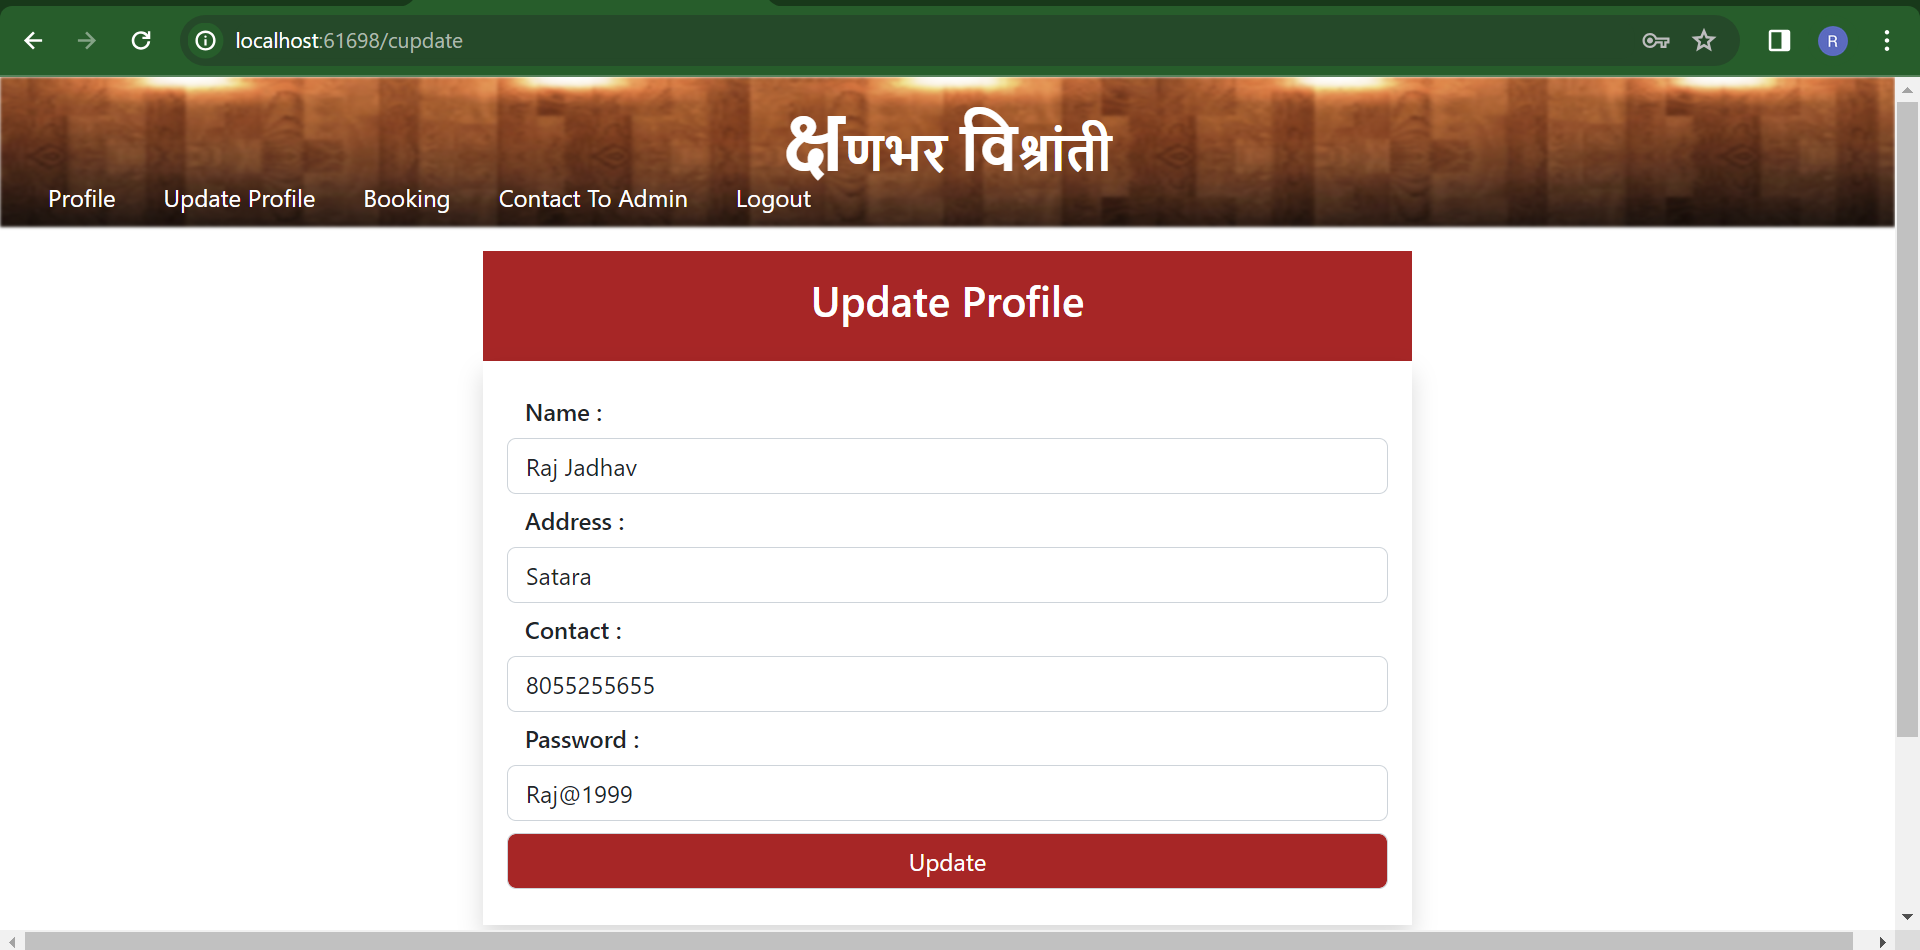 localhost:61698/cupdate
R
क्षणभर विश्रांती
Profile Update Profile Booking Contact To Admin Logout
Update Profile
Name :
Raj Jadhav
Address :
Satara
Contact :
8055255655
Password :
Raj@1999
Update